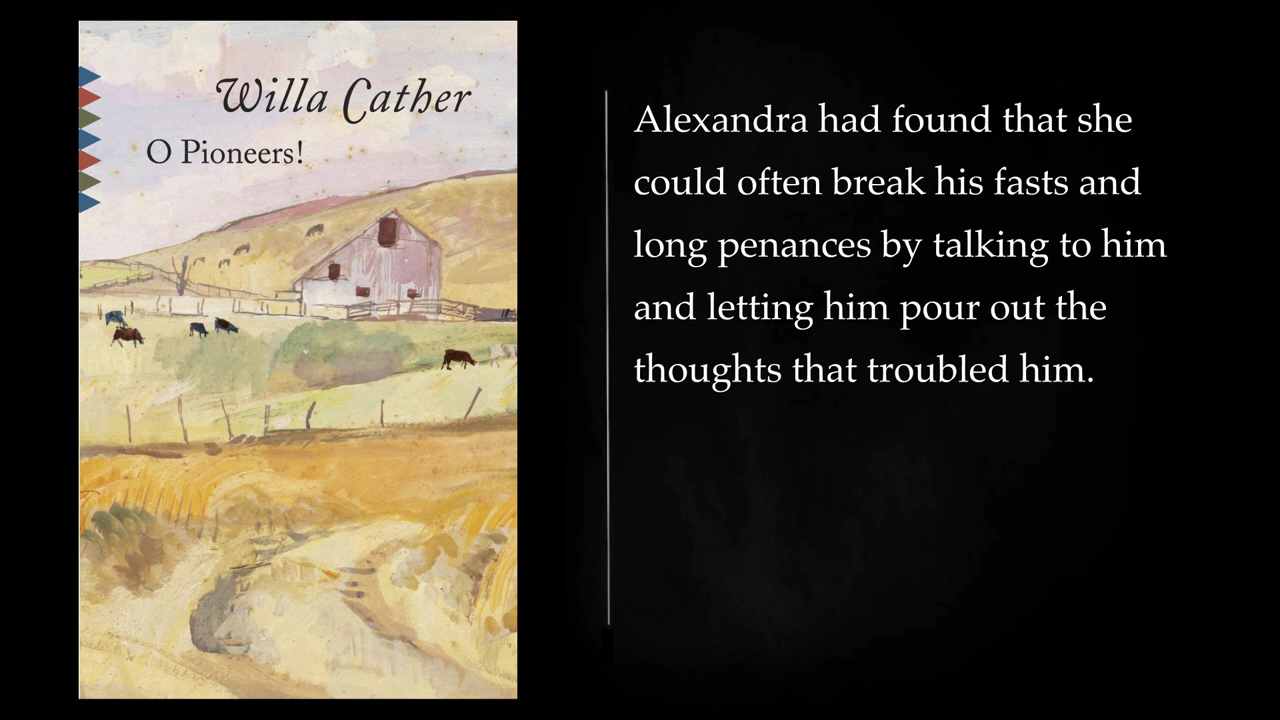 Willa Cather
O Pioneers!
Alexandra had found that she
could often break his fasts and
long penances by talking to him
and letting him pour out the
thoughts that troubled him.